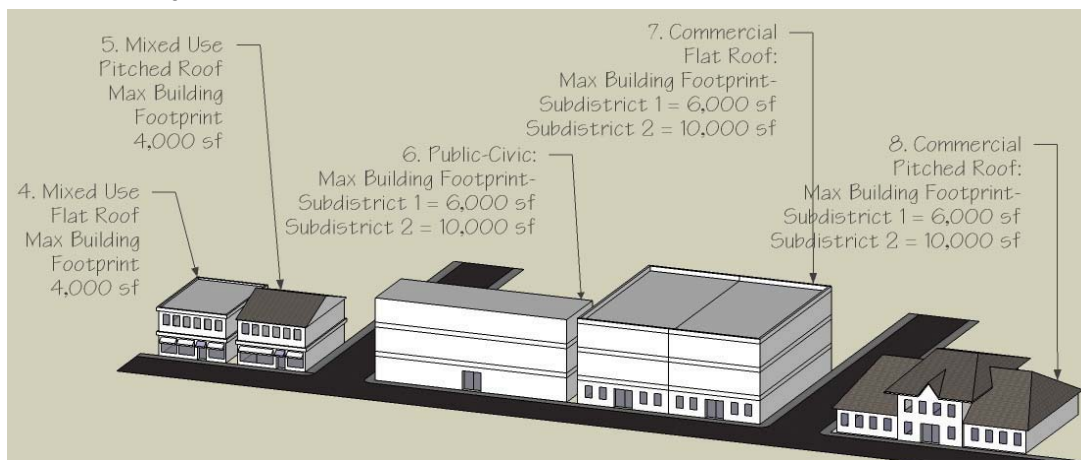 5. Mixed Use
Pitched Roof
Max Building
Footprint
4,000 sf
7. Commercial
Flat Roof:
Max Building Footprint-
Subdistrict 1 = 6,000 sf
Subdistrict 2 = 10,000 sf
6. Public-Civic:
Max Building Footprint-
Subdistrict 1 = 6,000 sf
Subdistrict 2 = 10,000 sf
8. Commercial
Pitched Roof:
Max Building Footprint-
Subdistrict 1 = 6,000 sf
Subdistrict 2 = 10,000 sf
4. Mixed Use
Flat Roof
Max Building
Footprint
4,000 sf